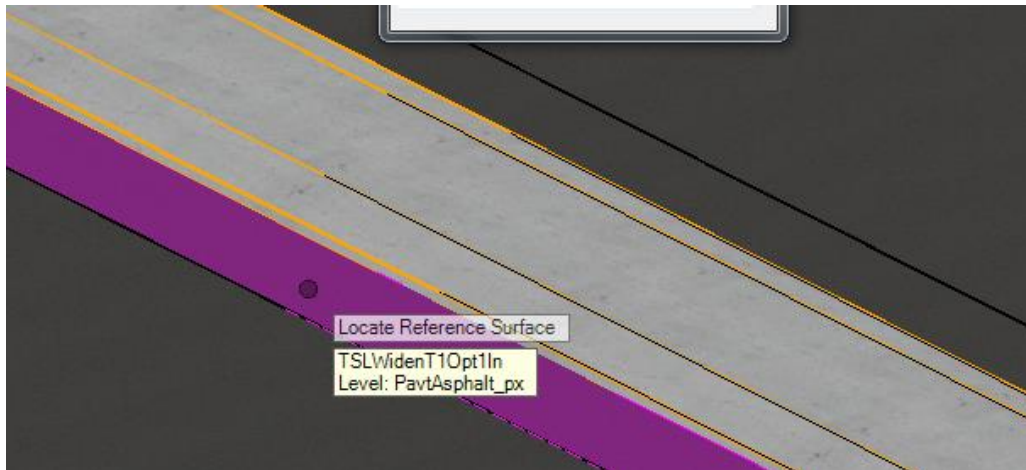 Locate Reference Surface
TSLWidenT1Opt1In
Level: PavtAsphalt_px